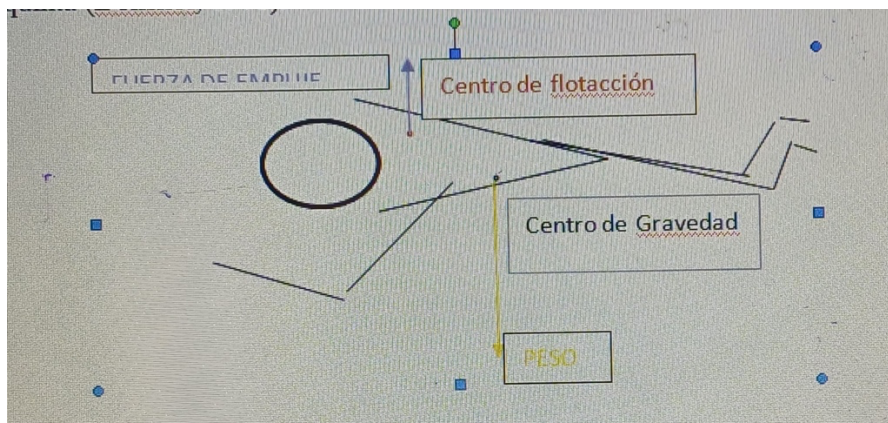 FUERZA DE EMPUJE
Centro de flotacción
Centro de Gravedad
PESO